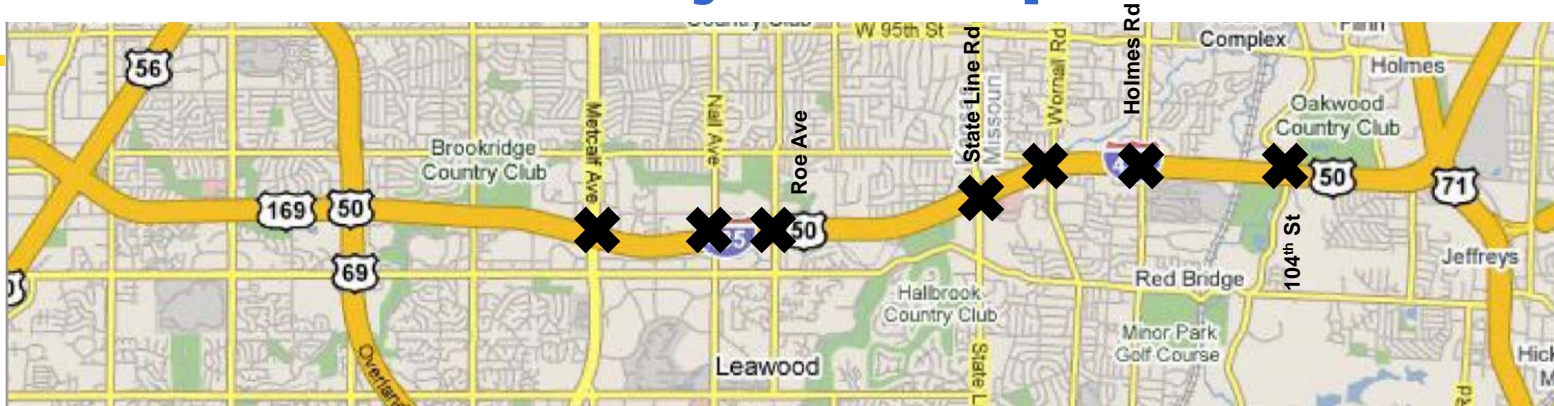 W 95th St
State Line Rd
Wornall Rd
Holmes Rd
Complex
Holmes
56
Metcalf Ave
Nall Ave
Roe Ave
Missouri
Oakwood
Country Club
Brookridge
Country Club
169
50
50
50
71
69
104th St
Red Bridge
Jeffreys
Hallbrook
Country Club
Minor Park
Golf Course
Leawood
State L
Overlan
Hick